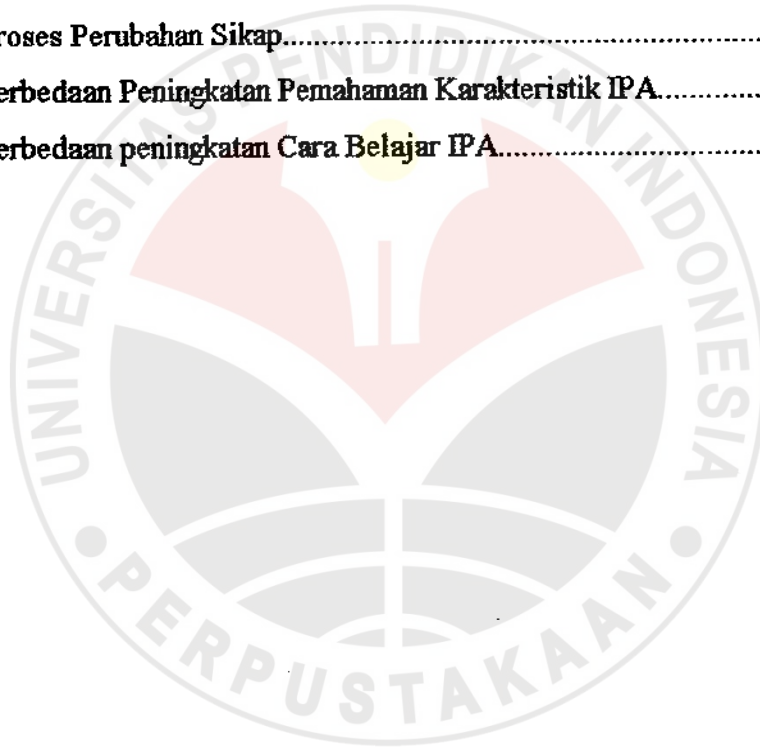 roses Perubahan Sikap..............................................................
erbedaan Peningkatan Pemahaman Karakteristik IPA..............
erbedaan peningkatan Cara Belajar IPA....................................
UNIVERSITAS PENDIDIKAN INDONESIA
PERPUSTAKAAN